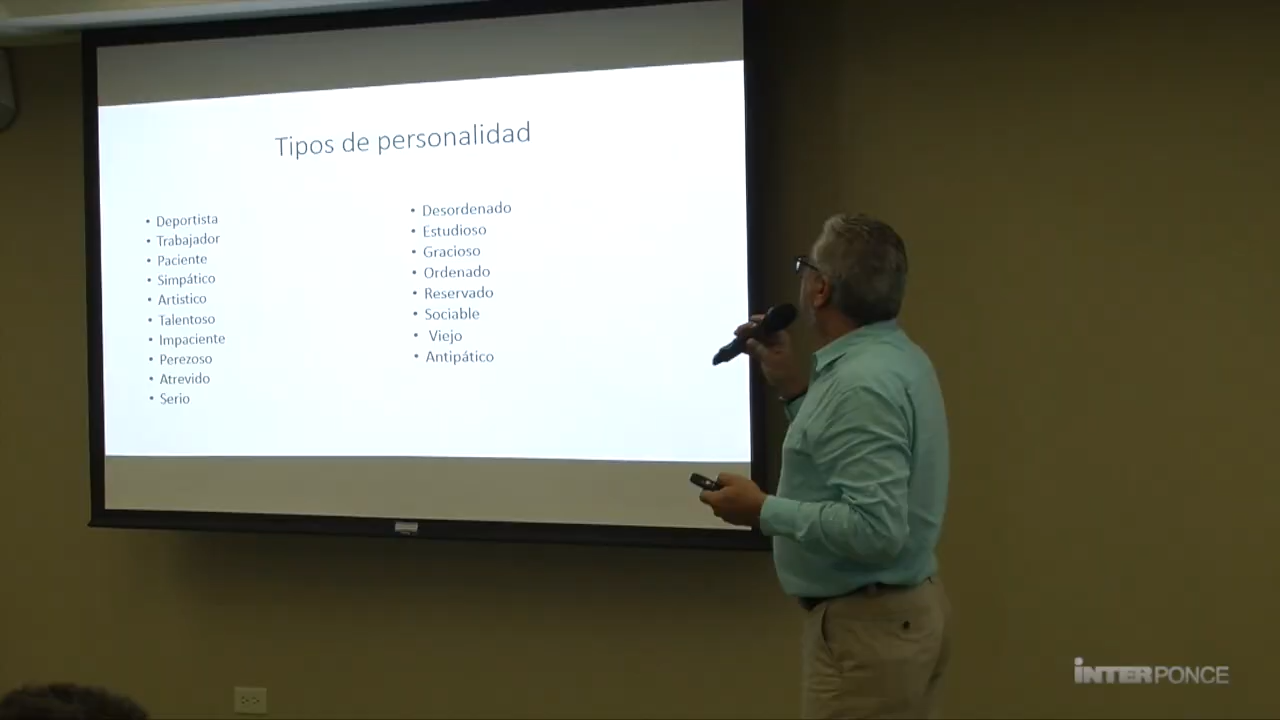 Tipos de personalidad
• Deportista
• Trabajador
• Paciente
• Simpático
• Artistico
• Talentoso
• Impaciente
• Perezoso
• Atrevido
• Serio
• Desordenado
• Estudioso
• Gracioso
• Ordenado
• Reservado
• Sociable
• Viejo
• Antipático
iNTERPONCE